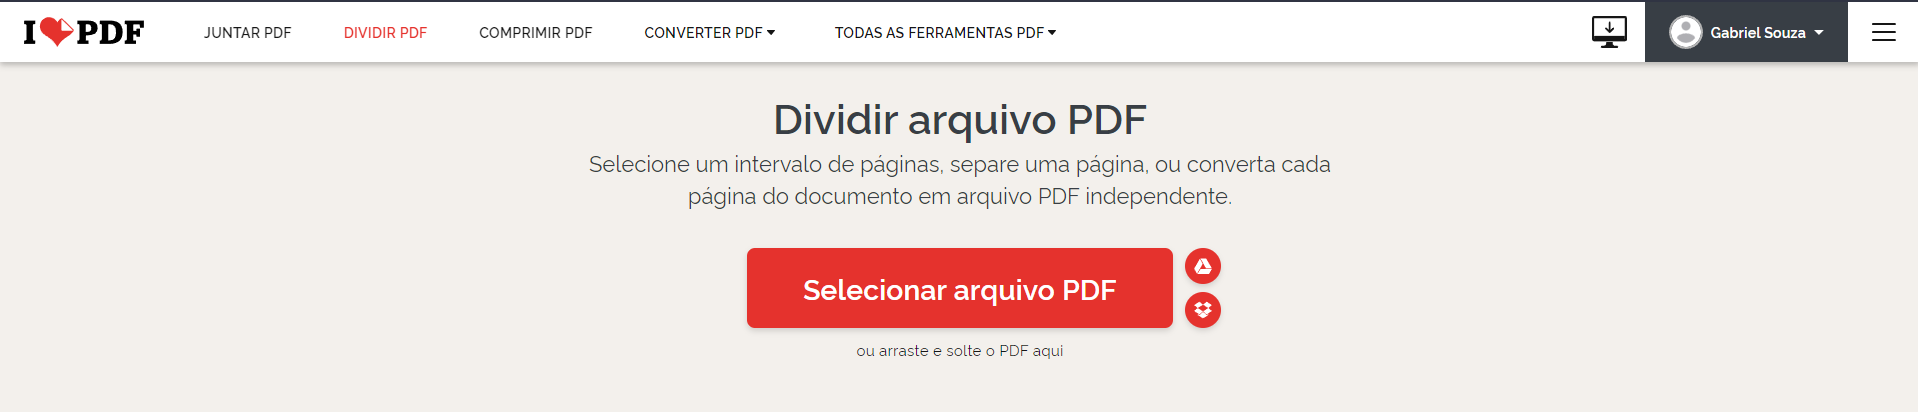 I PDF
JUNTAR PDF
DIVIDIR PDF
COMPRIMIR PDF
CONVERTER PDF
TODAS AS FERRAMENTAS PDF
Gabriel Souza
Dividir arquivo PDF
Selecione um intervalo de páginas, separe uma página, ou converta cada
página do documento em arquivo PDF independente.
Selecionar arquivo PDF
ou arraste e solte o PDF aqui